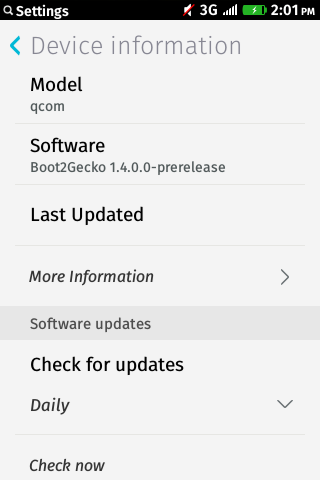 Settings 3G 2:01 PM
Device information
Model
qcom
Software
Boot2Gecko 1.4.0.0-prerelease
Last Updated
More Information
Software updates
Check for updates
Daily
Check now